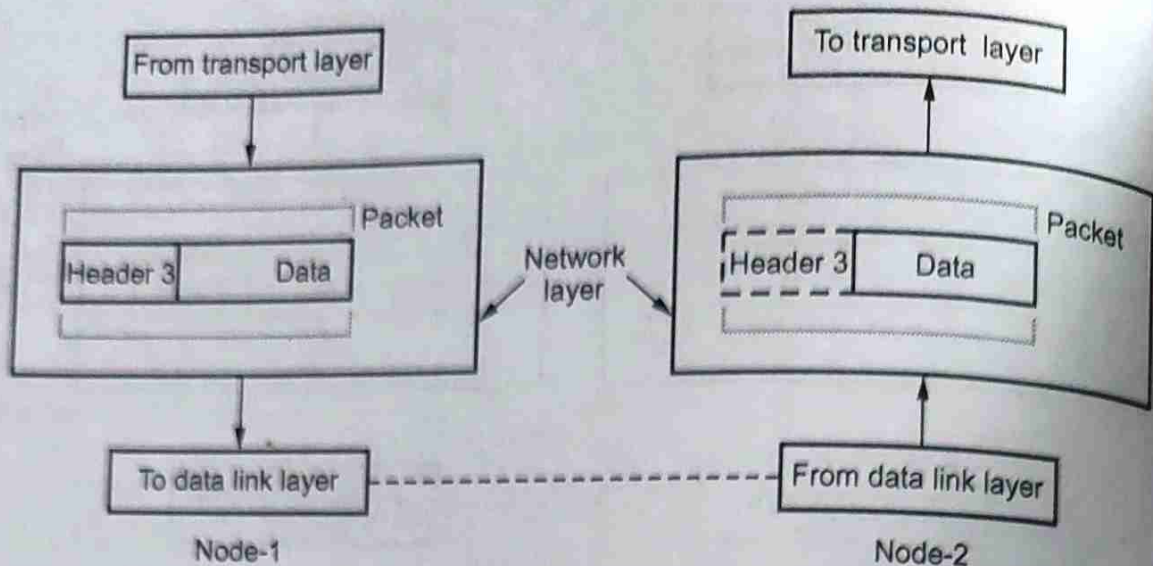 From transport layer
To transport layer
Packet
Header 3
Data
Network
layer
Packet
Header 3
Data
To data link layer
From data link layer
Node-1
Node-2